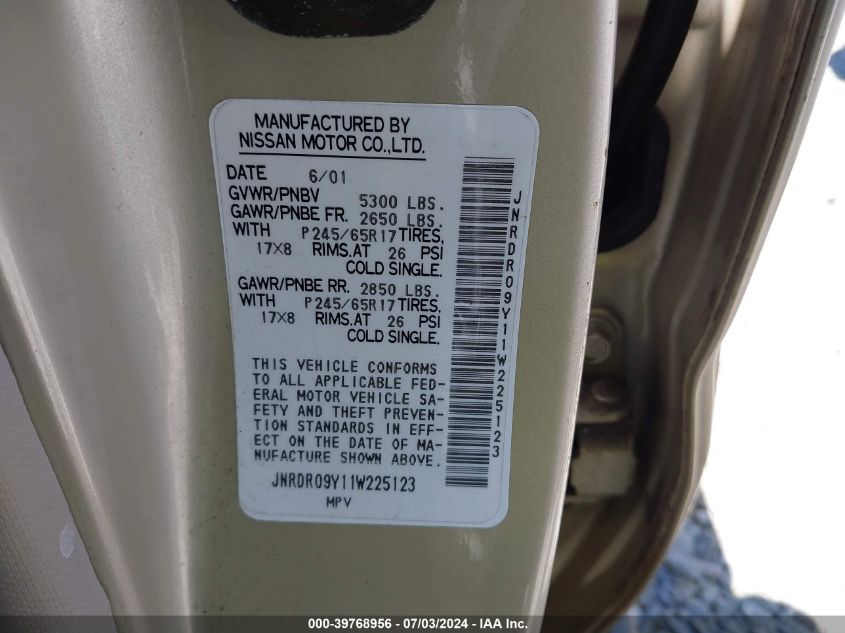 MANUFACTURED BY
NISSAN MOTOR CO.,LTD.
DATE 6/01
GVWR/PNBV 5300 LBS.
GAWR/PNBE FR. 2650 LBS.
WITH P245/65R17 TIRES,
17X8 RIMS.AT 26 PSI
COLD SINGLE.
GAWR/PNBE RR. 2850 LBS.
WITH P245/65R17 TIRES,
17X8 RIMS.AT 26 PSI
COLD SINGLE.
THIS VEHICLE CONFORMS
TO ALL APPLICABLE FED-
ERAL MOTOR VEHICLE SA-
FETY AND THEFT PREVEN-
TION STANDARDS IN EFF-
ECT ON THE DATE OF MA-
NUFACTURE SHOWN ABOVE.
JNRDR09Y11W225123
MPV
JNRDR09Y11W225123
000-39768956 - 07/03/2024 - IAA Inc.